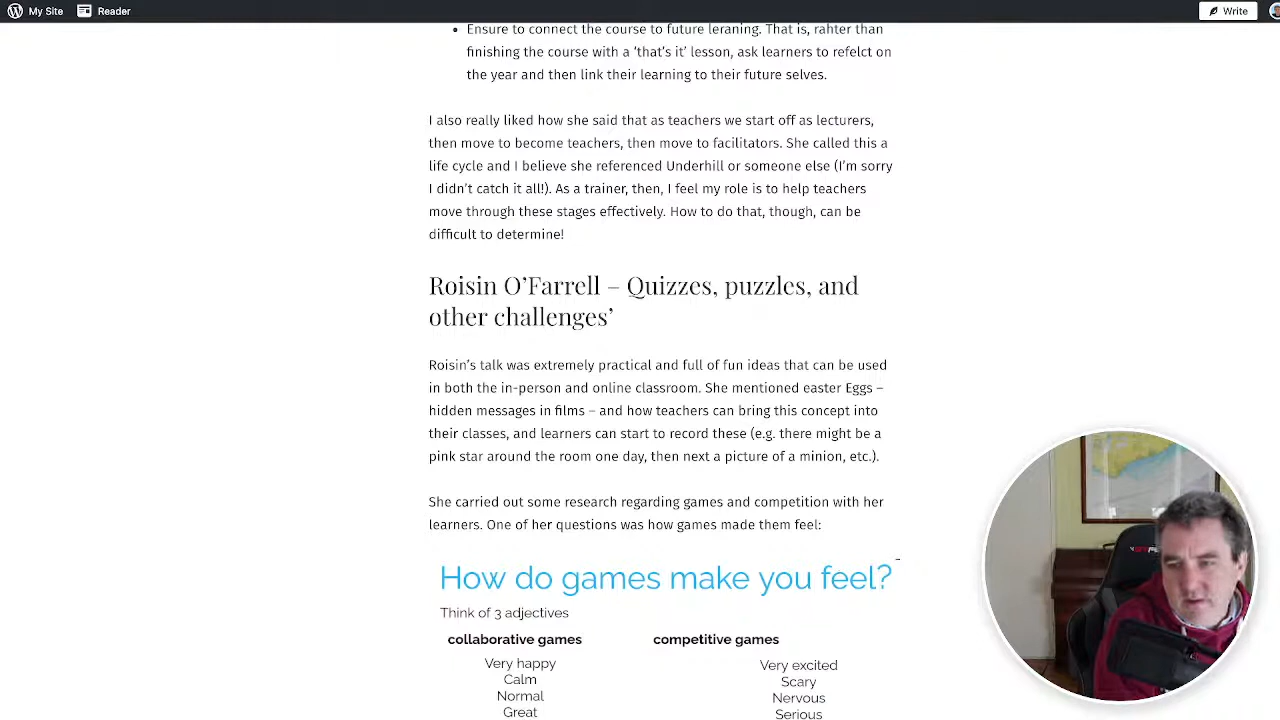 My Site
Reader
Write
Ensure to connect the course to future leraning. That is, rahter than
finishing the course with a ‘that’s it’ lesson, ask learners to refelct on
the year and then link their learning to their future selves.
I also really liked how she said that as teachers we start off as lecturers,
then move to become teachers, then move to facilitators. She called this a
life cycle and I believe she referenced Underhill or someone else (I’m sorry
I didn’t catch it all!). As a trainer, then, I feel my role is to help teachers
move through these stages effectively. How to do that, though, can be
difficult to determine!
Roisin O’Farrell – Quizzes, puzzles, and
other challenges’
Roisin’s talk was extremely practical and full of fun ideas that can be used
in both the in-person and online classroom. She mentioned easter Eggs –
hidden messages in films – and how teachers can bring this concept into
their classes, and learners can start to record these (e.g. there might be a
pink star around the room one day, then next a picture of a minion, etc.).
She carried out some research regarding games and competition with her
learners. One of her questions was how games made them feel:
How do games make you feel?
Think of 3 adjectives
collaborative games
Very happy
Calm
Normal
Great
competitive games
Very excited
Scary
Nervous
Serious